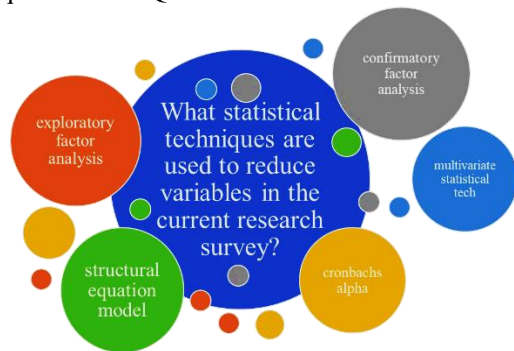 What statistical
techniques are
used to reduce
variables in the
current research
survey?
exploratory
factor
analysis
confirmatory
factor
analysis
multivariate
statistical
tech
structural
equation
model
cronbachs
alpha